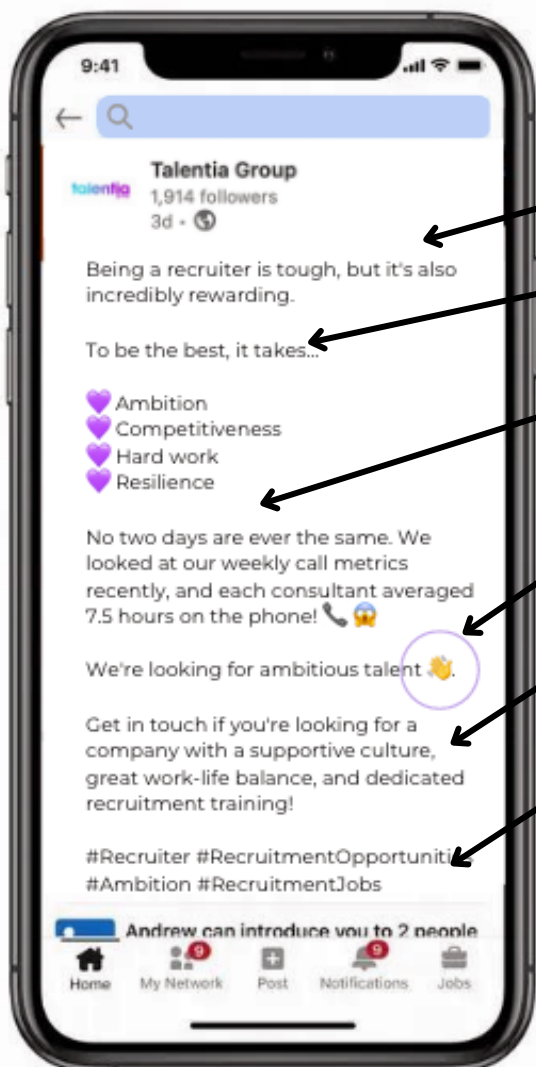 9:41
talentia
Talentia Group
1,914 followers
3d •
Being a recruiter is tough, but it's also
incredibly rewarding.
To be the best, it takes...
💜 Ambition
💜 Competitiveness
💜 Hard work
💜 Resilience
No two days are ever the same. We
looked at our weekly call metrics
recently, and each consultant averaged
7.5 hours on the phone! 📞 😱
We're looking for ambitious talent 👏.
Get in touch if you're looking for a
company with a supportive culture,
great work-life balance, and dedicated
recruitment training!
#Recruiter #RecruitmentOpportunities
#Ambition #RecruitmentJobs
Andrew can introduce you to 2 people
9 9
Home My Network Post Notifications Jobs